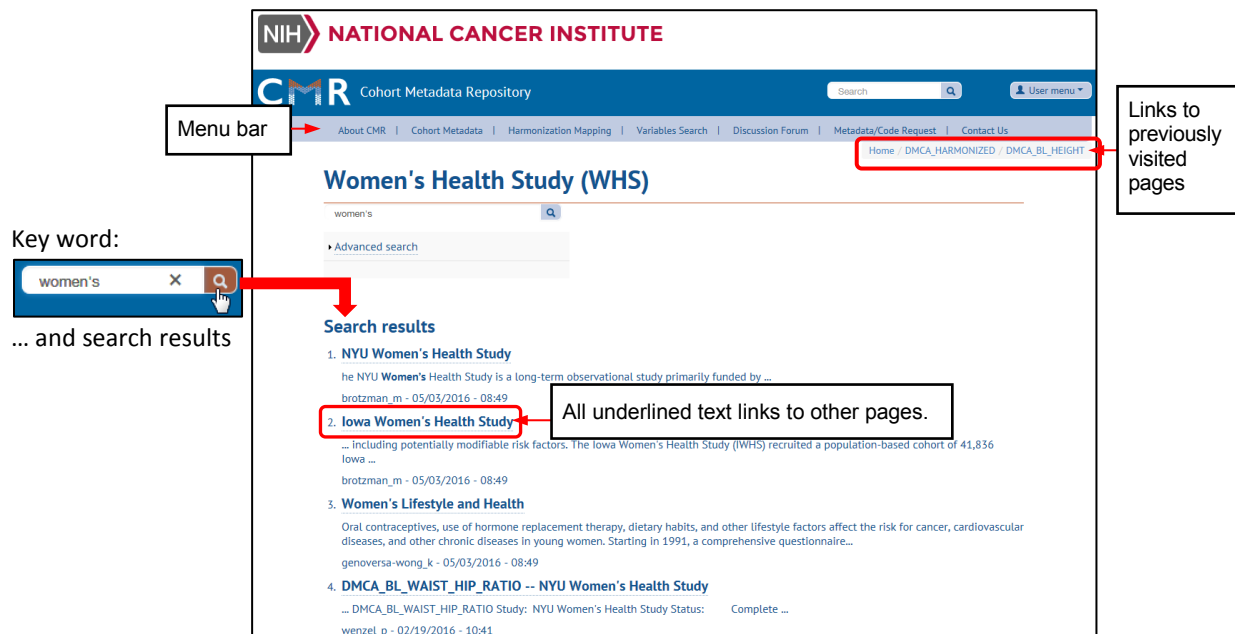 NIH NATIONAL CANCER INSTITUTE
CMR Cohort Metadata Repository
Search
User menu
Menu bar
About CMR | Cohort Metadata | Harmonization Mapping | Variables Search | Discussion Forum | Metadata/Code Request | Contact Us
Home / DMCA_HARMONIZED / DMCA_BL_HEIGHT
Links to
previously
visited
pages
Women's Health Study (WHS)
women's
Advanced search
Key word:
women's ×
... and search results
Search results
1. NYU Women's Health Study
he NYU Women's Health Study is a long-term observational study primarily funded by ...
brotzman_m - 05/03/2016 - 08:49
All underlined text links to other pages.
2. Iowa Women's Health Study
... including potentially modifiable risk factors. The Iowa Women's Health Study (IWHS) recruited a population-based cohort of 41,836
Iowa ...
brotzman_m - 05/03/2016 - 08:49
3. Women's Lifestyle and Health
Oral contraceptives, use of hormone replacement therapy, dietary habits, and other lifestyle factors affect the risk for cancer, cardiovascular
diseases, and other chronic diseases in young women. Starting in 1991, a comprehensive questionnaire...
genoversa-wong_k - 05/03/2016 - 08:49
4. DMCA_BL_WAIST_HIP_RATIO -- NYU Women's Health Study
... DMCA_BL_WAIST_HIP_RATIO Study: NYU Women's Health Study Status: Complete ...
wenzel_p - 02/19/2016 - 10:41